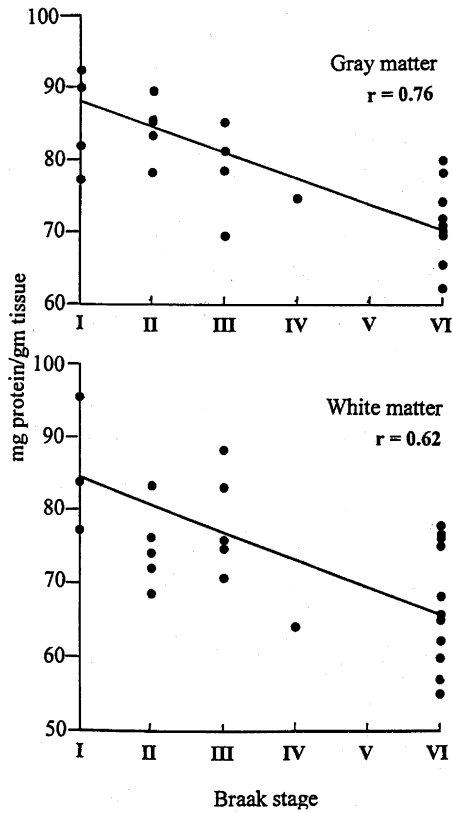 mg protein/gm tissue
100
90
80
70
60
Gray matter
r = 0.76
I II III IV V VI
100
90
80
70
60
50
White matter
r = 0.62
I II III IV V VI
Braak stage